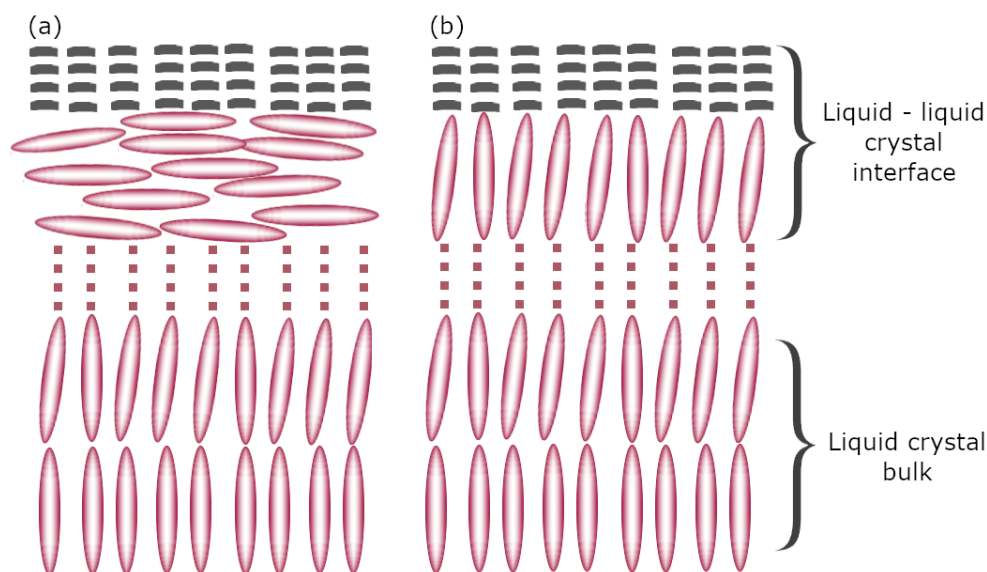 (a)
(b)
Liquid - liquid
crystal
interface
Liquid crystal
bulk